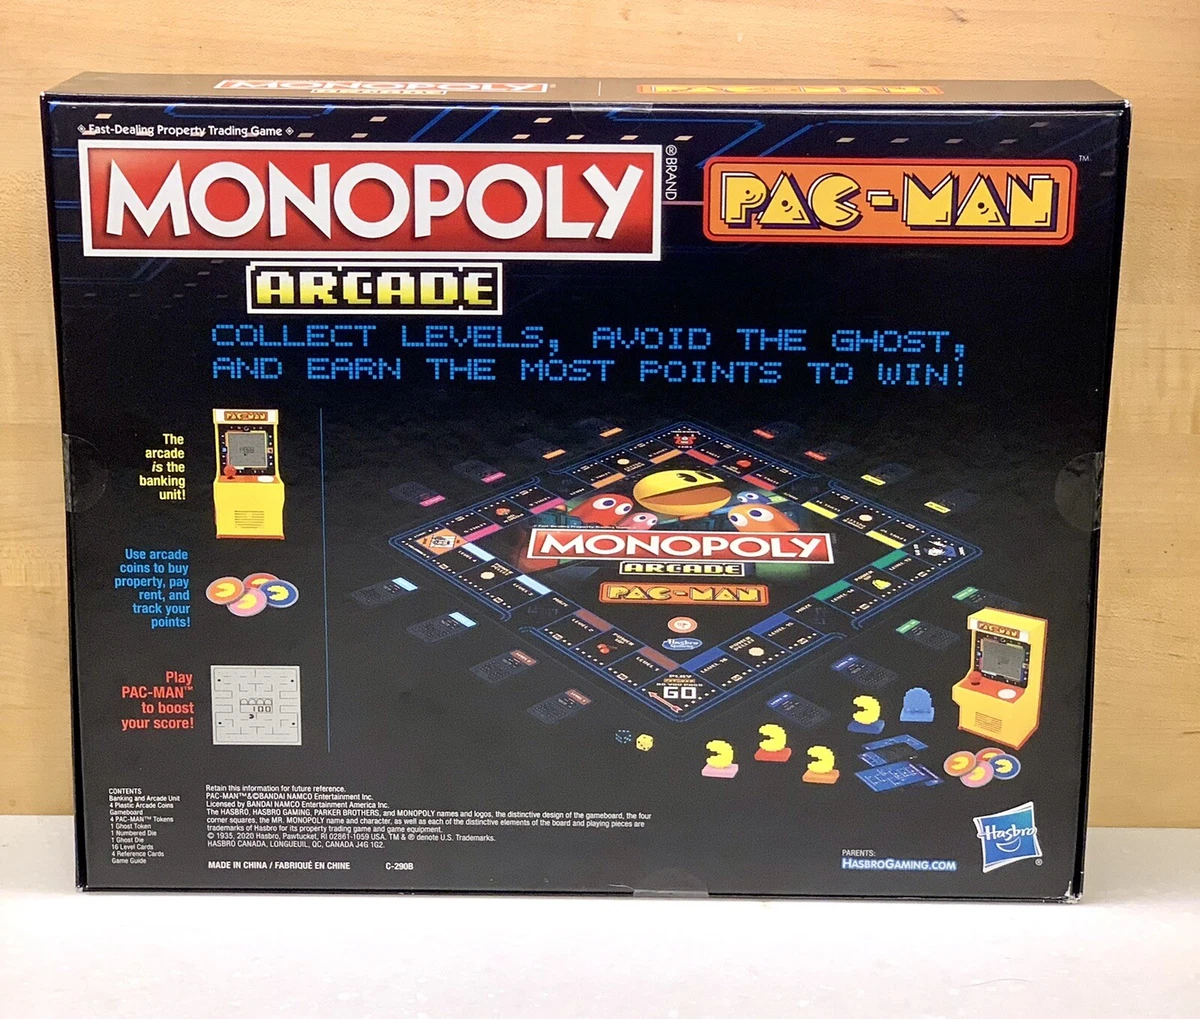 MONOPOLY
ARCADE
Fast-Dealing Property Trading Game
MONOPOLY
®BRAND
PAC-MAN
TM
ARCADE
COLLECT LEVELS, AVOID THE GHOST,
AND EARN THE MOST POINTS TO WIN!
The
arcade
is the
banking
unit!
PAC-MAN
Use arcade
coins to buy
property, pay
rent, and
track your
points!
Play
PAC-MAN™
to boost
your score!
100
MONOPOLY
ARCADE
PAC-MAN
Hasbro
GO
PAC-MAN
CONTENTS
Banking and Arcade Unit
4 Plastic Arcade Coins
Gameboard
4 PAC-MAN™ Tokens
1 Ghost Token
1 Numbered Die
1 Ghost Die
16 Level Cards
4 Reference Cards
Game Guide
Retain this information for future reference.
PAC-MAN™&©BANDAI NAMCO Entertainment Inc.
Licensed by BANDAI NAMCO Entertainment America Inc.
The HASBRO, HASBRO GAMING, PARKER BROTHERS, and MONOPOLY names and logos, the distinctive design of the gameboard, the four
corner squares, the MR. MONOPOLY name and character, as well as each of the distinctive elements of the board and playing pieces are
trademarks of Hasbro for its property trading game and game equipment.
© 1935, 2020 Hasbro, Pawtucket, RI 02861-1059 USA. TM & ® denote U.S. Trademarks.
HASBRO CANADA, LONGUEUIL, QC, CANADA J4G 1G2.
MADE IN CHINA / FABRIQUÉ EN CHINE C-290B
PARENTS:
HASBROGAMING.COM
Hasbro
®